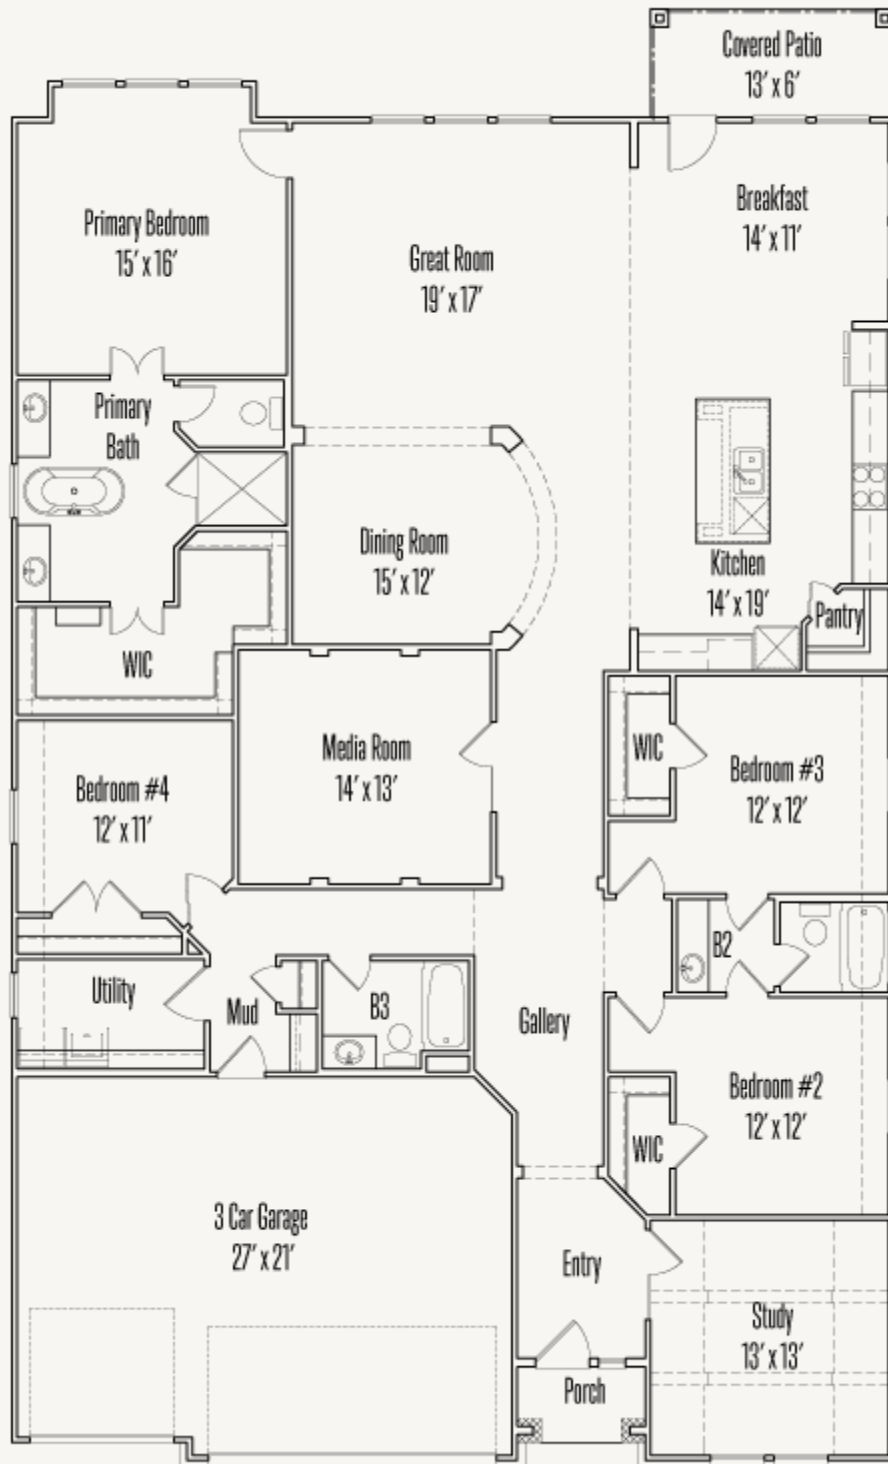 Covered Patio
13' x 6'
Primary Bedroom
15' x 16'
Great Room
19' x 17'
Breakfast
14' x 11'
Primary
Bath
Dining Room
15' x 12'
Kitchen
14' x 19'
Pantry
WIC
Media Room
14' x 13'
WIC
Bedroom #3
12' x 12'
Bedroom #4
12' x 11'
B2
Utility
Mud
B3
Gallery
Bedroom #2
12' x 12'
WIC
3 Car Garage
27' x 21'
Entry
Study
13' x 13'
Porch